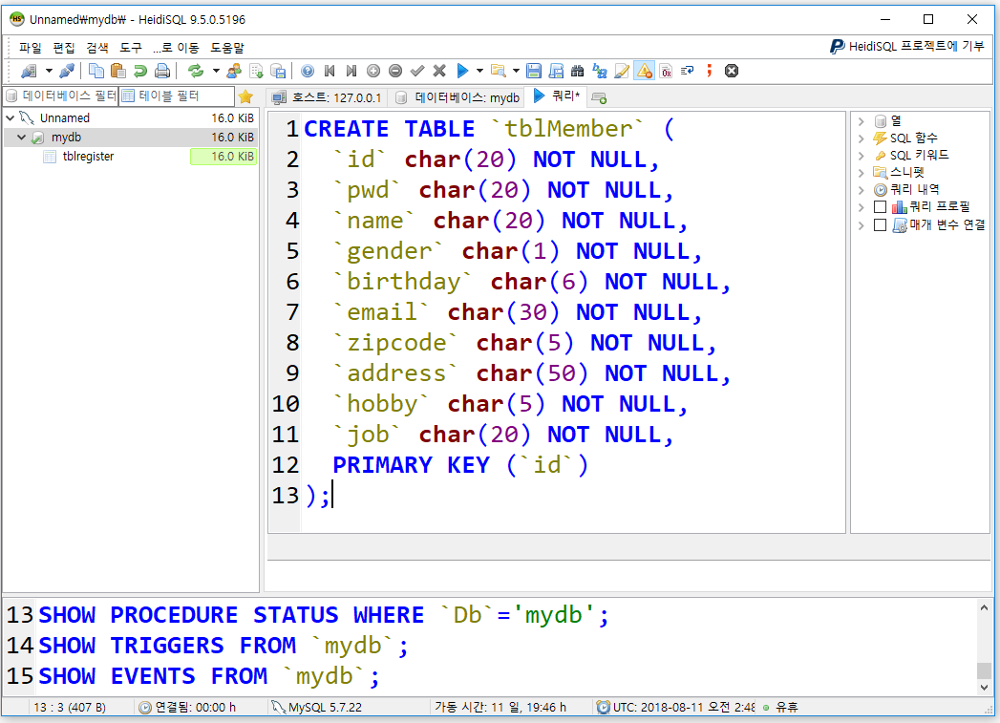 Unnamed\mydb\ - HeidiSQL 9.5.0.5196
파일 편집 검색 도구 ...로 이동 도움말
HeidiSQL 프로젝트에 기부
데이터베이스 필터 테이블 필터
호스트: 127.0.0.1 데이터베이스: mydb 쿼리*
Unnamed 16.0 KiB
mydb 16.0 KiB
tblregister 16.0 KiB
1 CREATE TABLE `tblMember` (
2 `id` char(20) NOT NULL,
3 `pwd` char(20) NOT NULL,
4 `name` char(20) NOT NULL,
5 `gender` char(1) NOT NULL,
6 `birthday` char(6) NOT NULL,
7 `email` char(30) NOT NULL,
8 `zipcode` char(5) NOT NULL,
9 `address` char(50) NOT NULL,
10 `hobby` char(5) NOT NULL,
11 `job` char(20) NOT NULL,
12 PRIMARY KEY (`id`)
13 );
열
SQL 함수
SQL 키워드
스니펫
쿼리 내역
쿼리 프로필
매개 변수 연결
13 SHOW PROCEDURE STATUS WHERE `Db`='mydb';
14 SHOW TRIGGERS FROM `mydb`;
15 SHOW EVENTS FROM `mydb`;
13 : 3 (407 B) 연결됨: 00:00 h MySQL 5.7.22 가동 시간: 11 일, 19:46 h UTC: 2018-08-11 오전 2:48 유휴